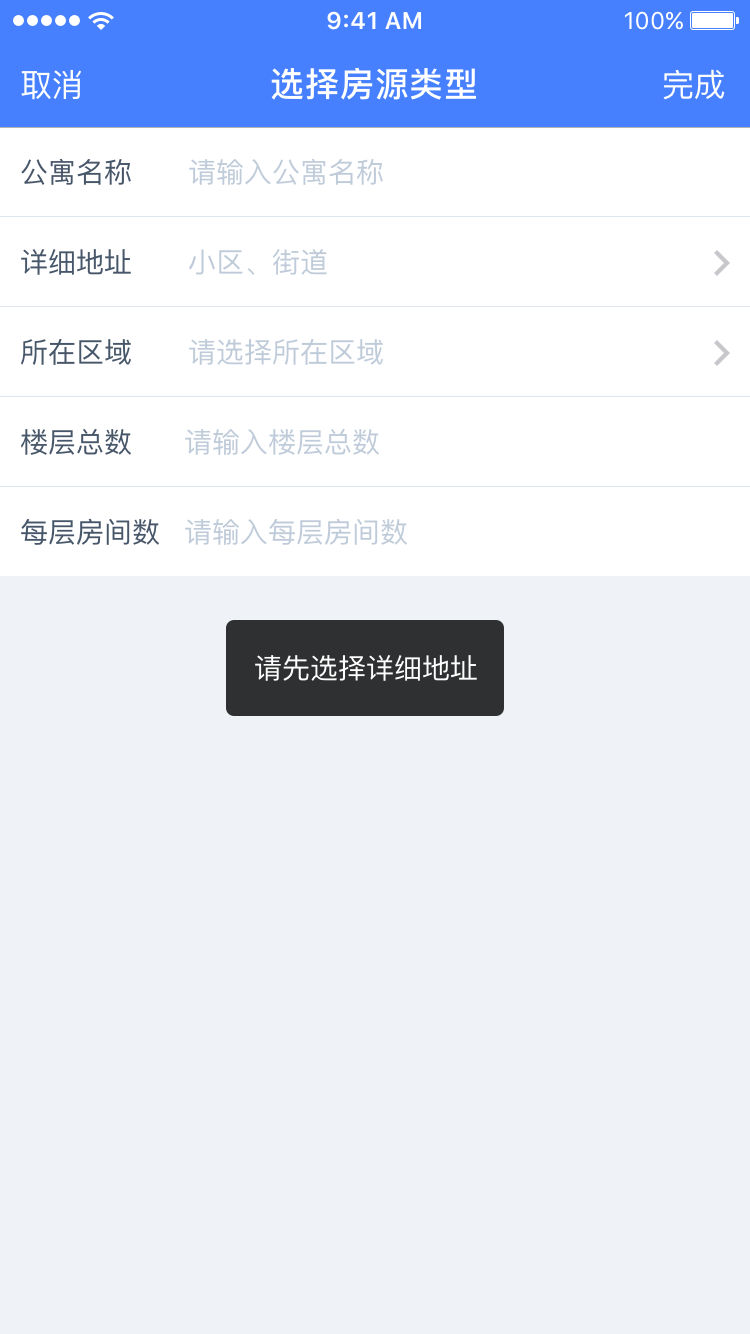 9:41 AM 100%
取消 选择房源类型 完成
公寓名称 请输入公寓名称
详细地址 小区、街道
所在区域 请选择所在区域
楼层总数 请输入楼层总数
每层房间数 请输入每层房间数
请先选择详细地址